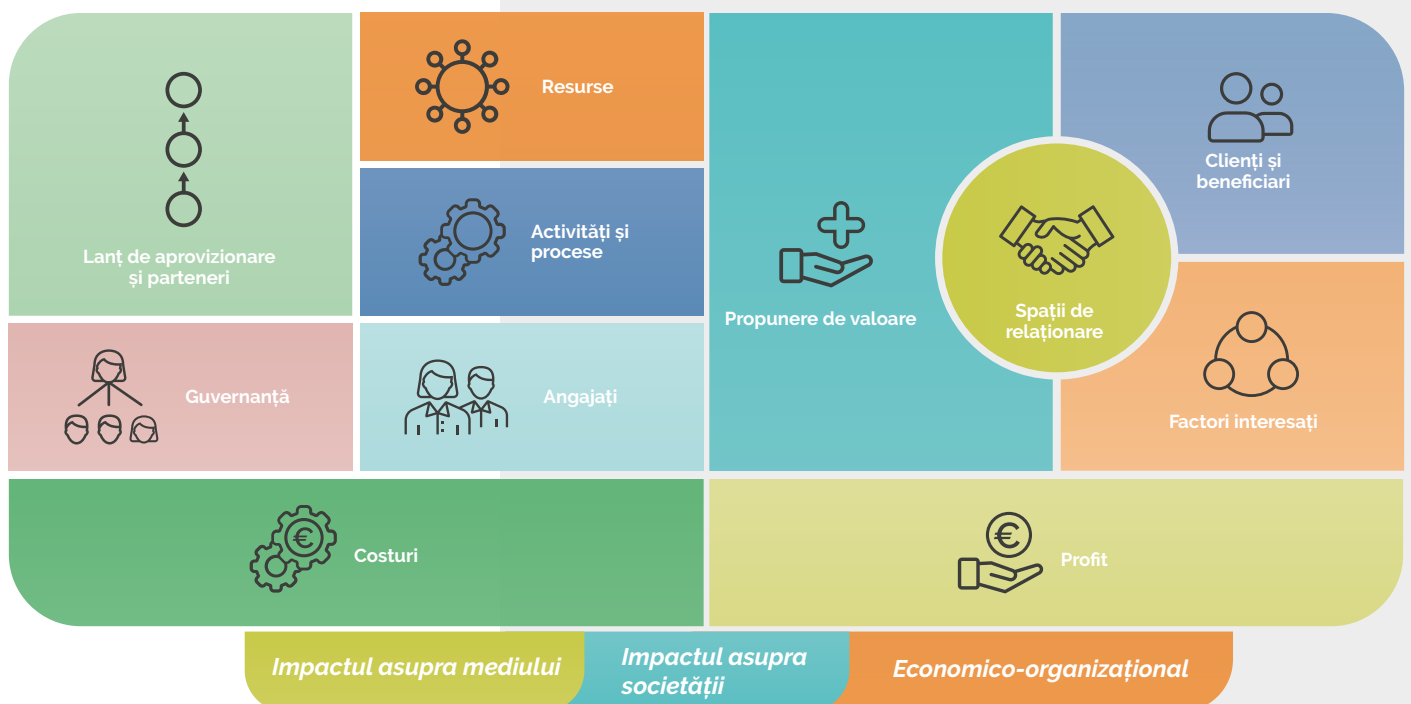 Lanț de aprovizionare
și parteneri
Resurse
Activități și
procese
Guvernanță
Angajați
Propunere de valoare
Spații de
relaționare
Clienți și
beneficiari
Factori interesați
Costuri
€
Profit
€
Impactul asupra mediului
Impactul asupra
societății
Economico-organizațional